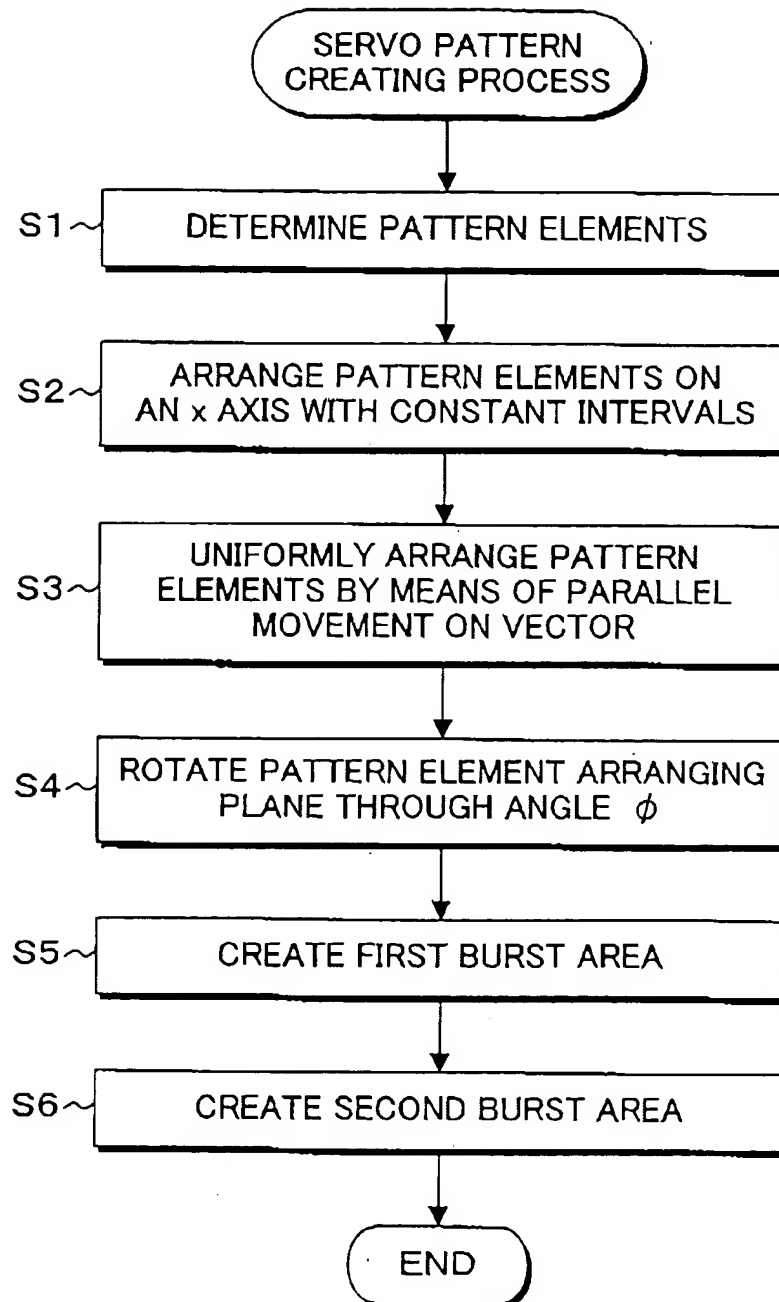 SERVO PATTERN
CREATING PROCESS
S1 DETERMINE PATTERN ELEMENTS
S2 ARRANGE PATTERN ELEMENTS ON
AN x AXIS WITH CONSTANT INTERVALS
S3 UNIFORMLY ARRANGE PATTERN
ELEMENTS BY MEANS OF PARALLEL
MOVEMENT ON VECTOR
S4 ROTATE PATTERN ELEMENT ARRANGING
PLANE THROUGH ANGLE ϕ
S5 CREATE FIRST BURST AREA
S6 CREATE SECOND BURST AREA
END